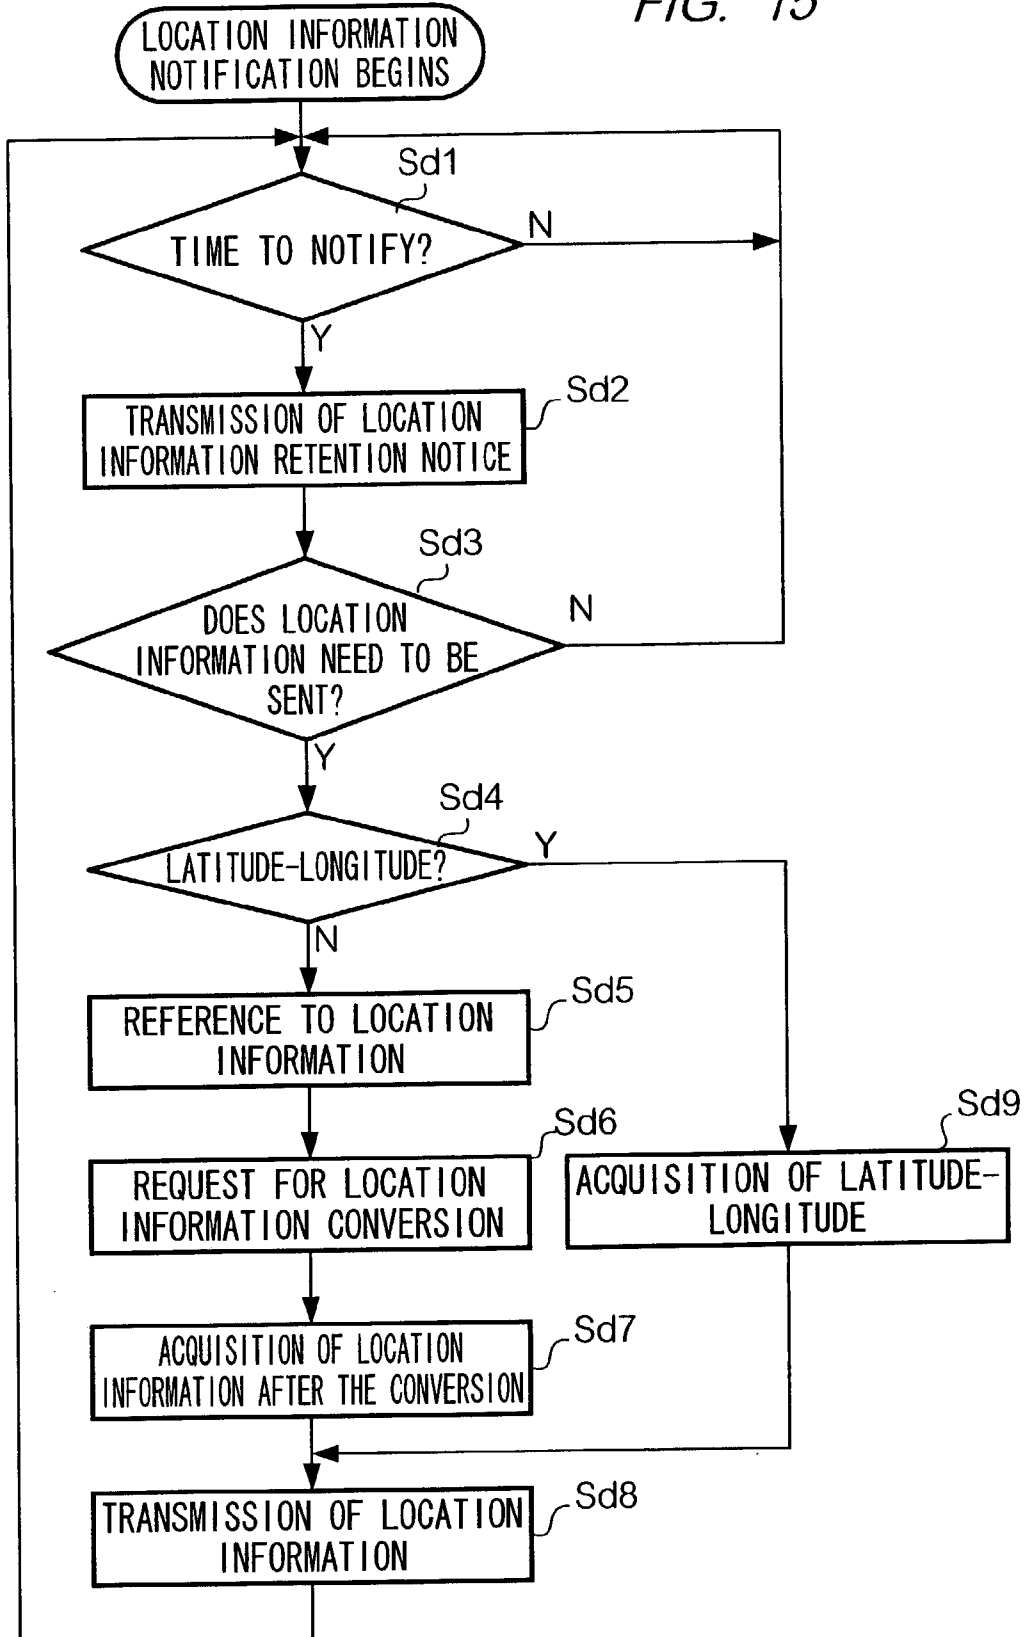 FIG. 15
LOCATION INFORMATION
NOTIFICATION BEGINS
Sd1
TIME TO NOTIFY?
N
Y
Sd2
TRANSMISSION OF LOCATION
INFORMATION RETENTION NOTICE
Sd3
DOES LOCATION
INFORMATION NEED TO BE
SENT?
N
Y
Sd4
LATITUDE-LONGITUDE?
Y
N
Sd5
REFERENCE TO LOCATION
INFORMATION
Sd6
REQUEST FOR LOCATION
INFORMATION CONVERSION
Sd9
ACQUISITION OF LATITUDE-
LONGITUDE
Sd7
ACQUISITION OF LOCATION
INFORMATION AFTER THE CONVERSION
Sd8
TRANSMISSION OF LOCATION
INFORMATION